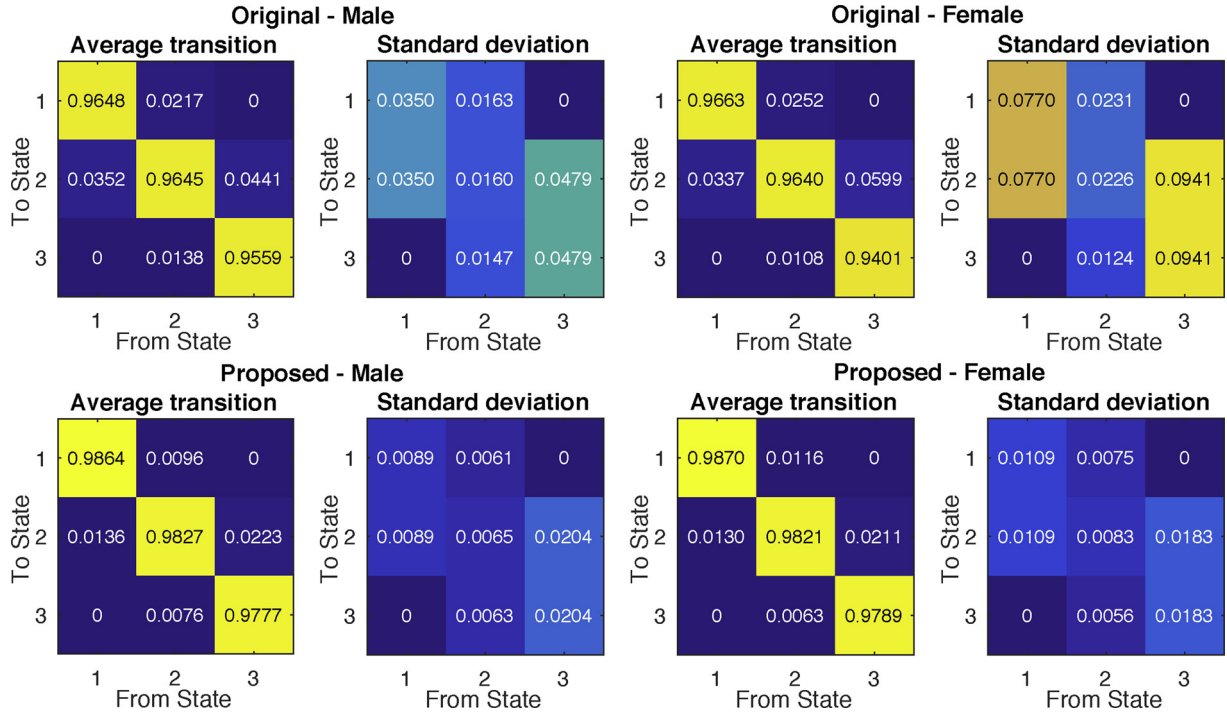 Original - Male
Original - Female
Average transition
Standard deviation
Average transition
Standard deviation
1 0.9648 0.0217 0
0.0350 0.0163 0
1 0.9663 0.0252 0
0.0770 0.0231 0
To State
2 0.0352 0.9645 0.0441
0.0350 0.0160 0.0479
To State
2 0.0337 0.9640 0.0599
0.0770 0.0226 0.0941
3 0 0.0138 0.9559
0 0.0147 0.0479
3 0 0.0108 0.9401
0 0.0124 0.0941
1 2 3
1 2 3
1 2 3
1 2 3
From State
From State
From State
From State
Proposed - Male
Proposed - Female
Average transition
Standard deviation
Average transition
Standard deviation
1 0.9864 0.0096 0
0.0089 0.0061 0
1 0.9870 0.0116 0
0.0109 0.0075 0
To State
2 0.0136 0.9827 0.0223
0.0089 0.0065 0.0204
To State
2 0.0130 0.9821 0.0211
0.0109 0.0083 0.0183
3 0 0.0076 0.9777
0 0.0063 0.0204
3 0 0.0063 0.9789
0 0.0056 0.0183
1 2 3
1 2 3
1 2 3
1 2 3
From State
From State
From State
From State
To State
1
2
3
To State
1
2
3